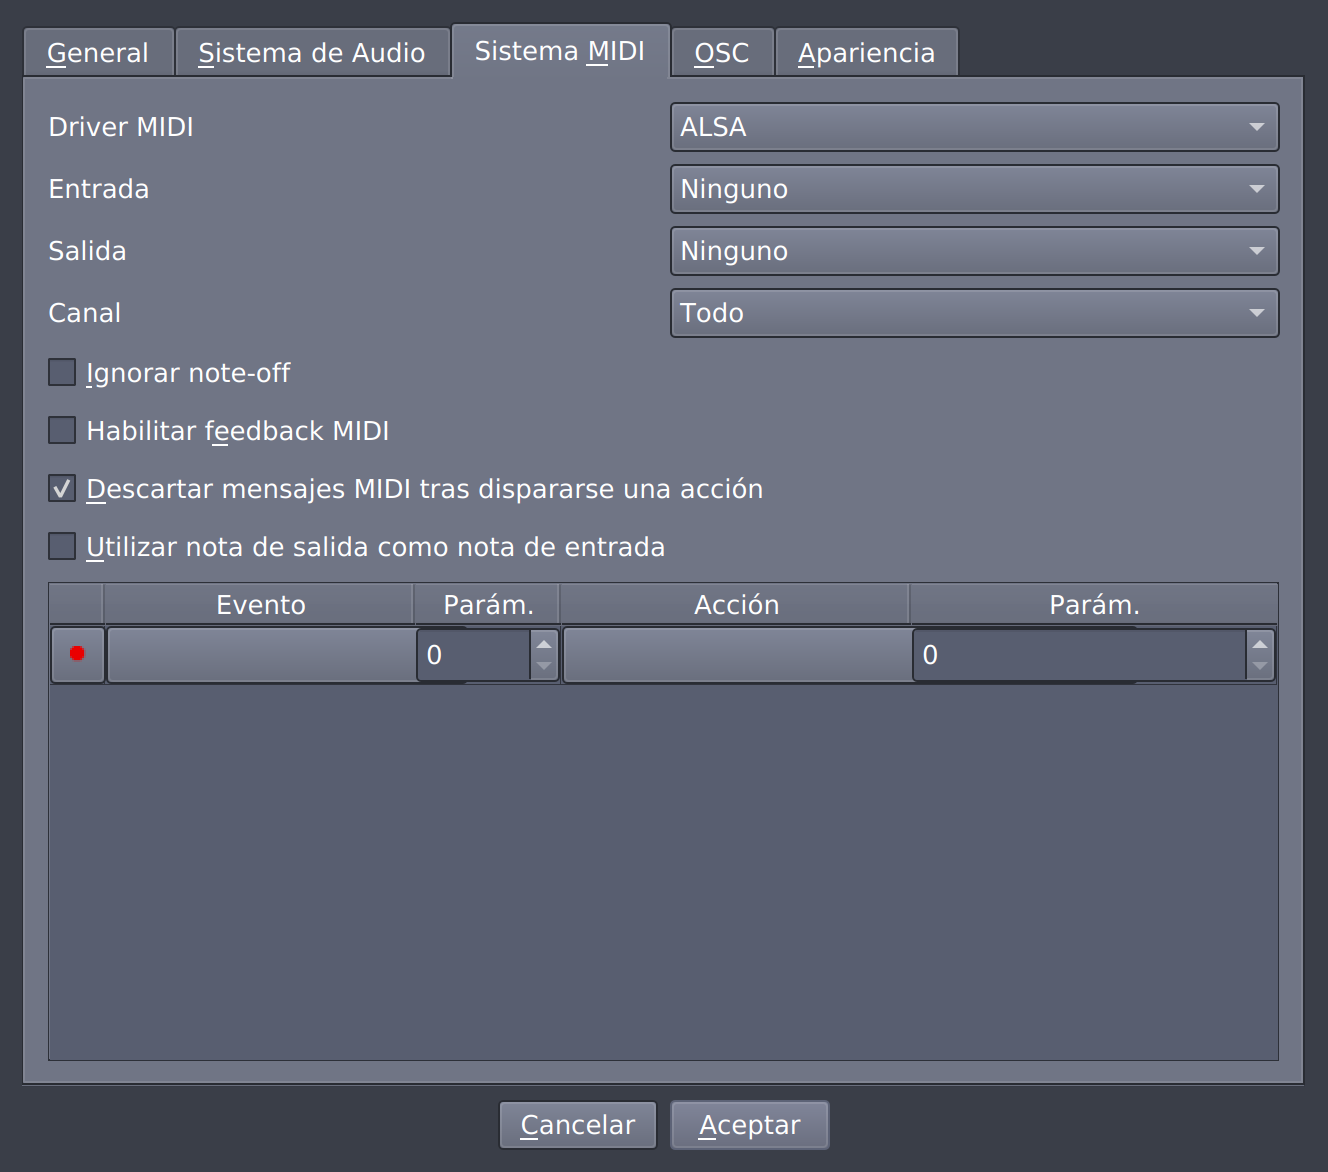 General Sistema de Audio Sistema MIDI OSC Apariencia
Driver MIDI ALSA
Entrada Ninguno
Salida Ninguno
Canal Todo
Ignorar note-off
Habilitar feedback MIDI
Descartar mensajes MIDI tras dispararse una acción
Utilizar nota de salida como nota de entrada
Evento Parám. Acción Parám.
0 0
Cancelar Aceptar